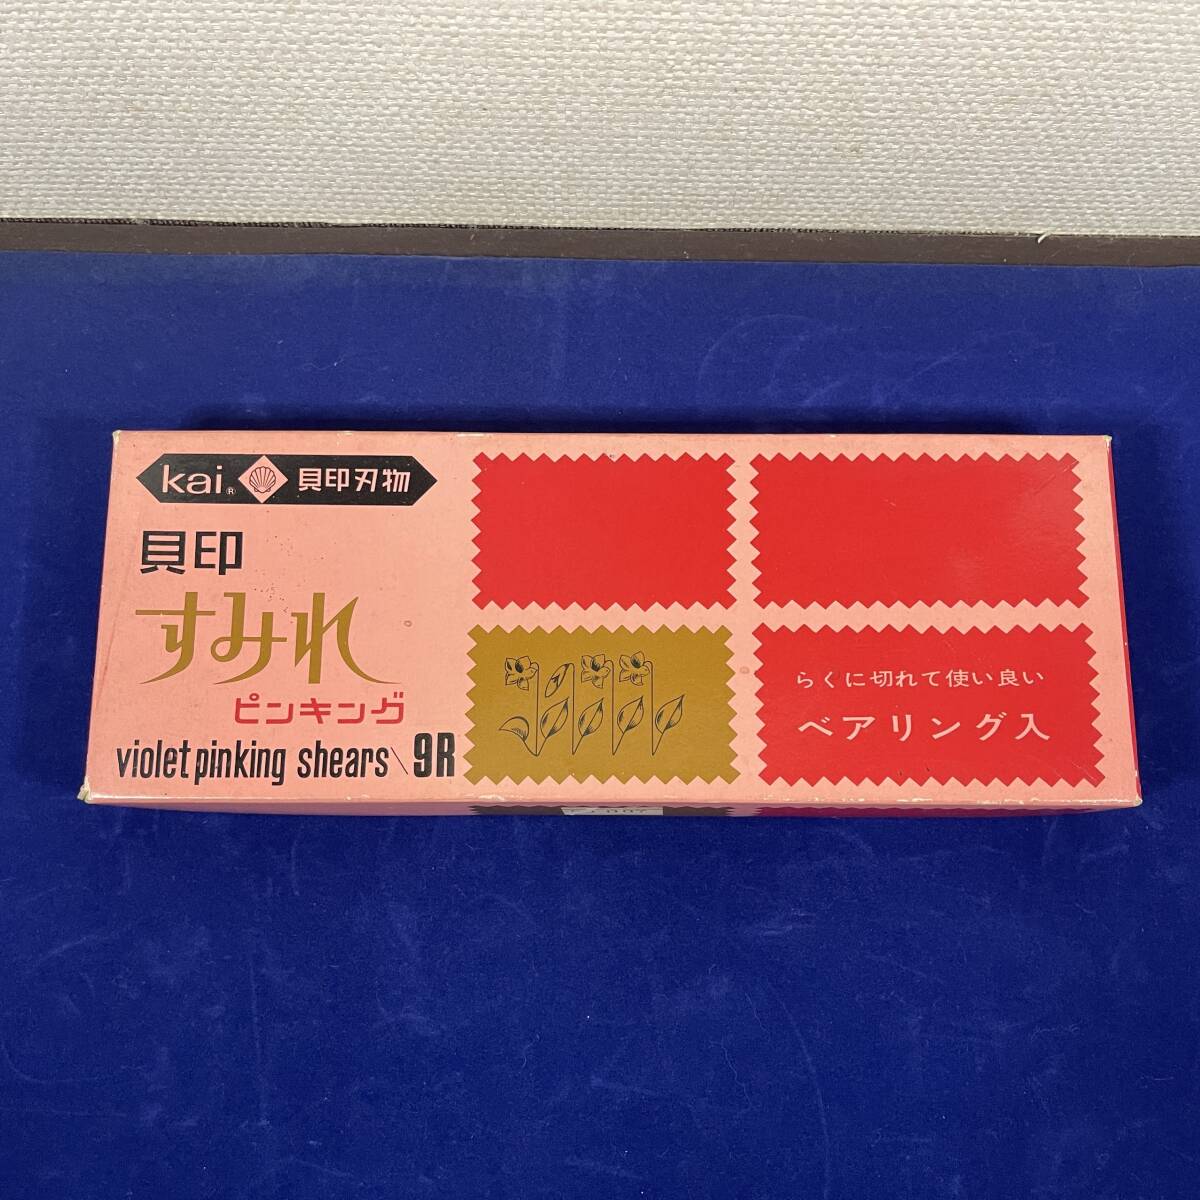 kai® 貝印刃物
貝印
すみれ
ピンキング
violet pinking shears \ 9R
らくに切れて使い良い
ベアリング入